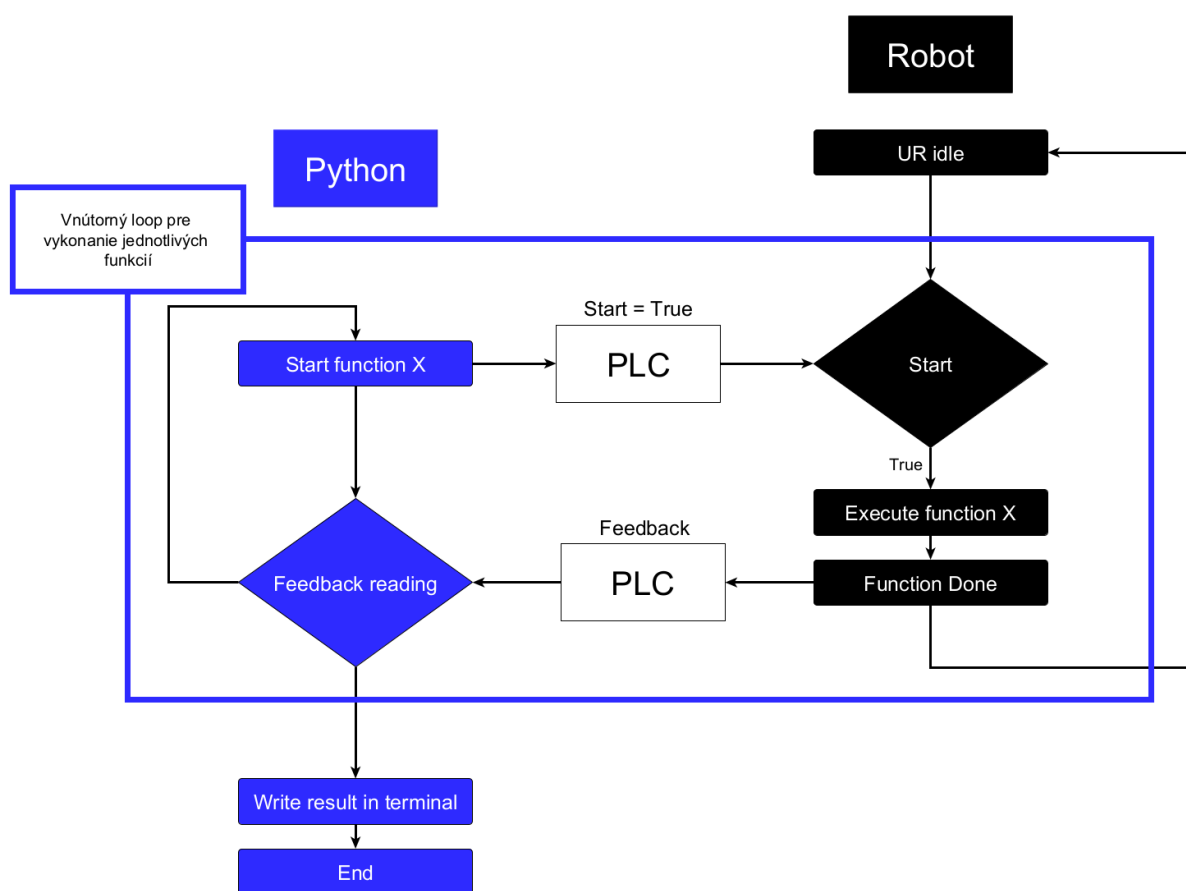 Robot
UR idle
Python
Vnútorný loop pre
vykonanie jednotlivých
funkcií
Start = True
Start function X
PLC
Start
True
Execute function X
Feedback
Feedback reading
PLC
Function Done
Write result in terminal
End